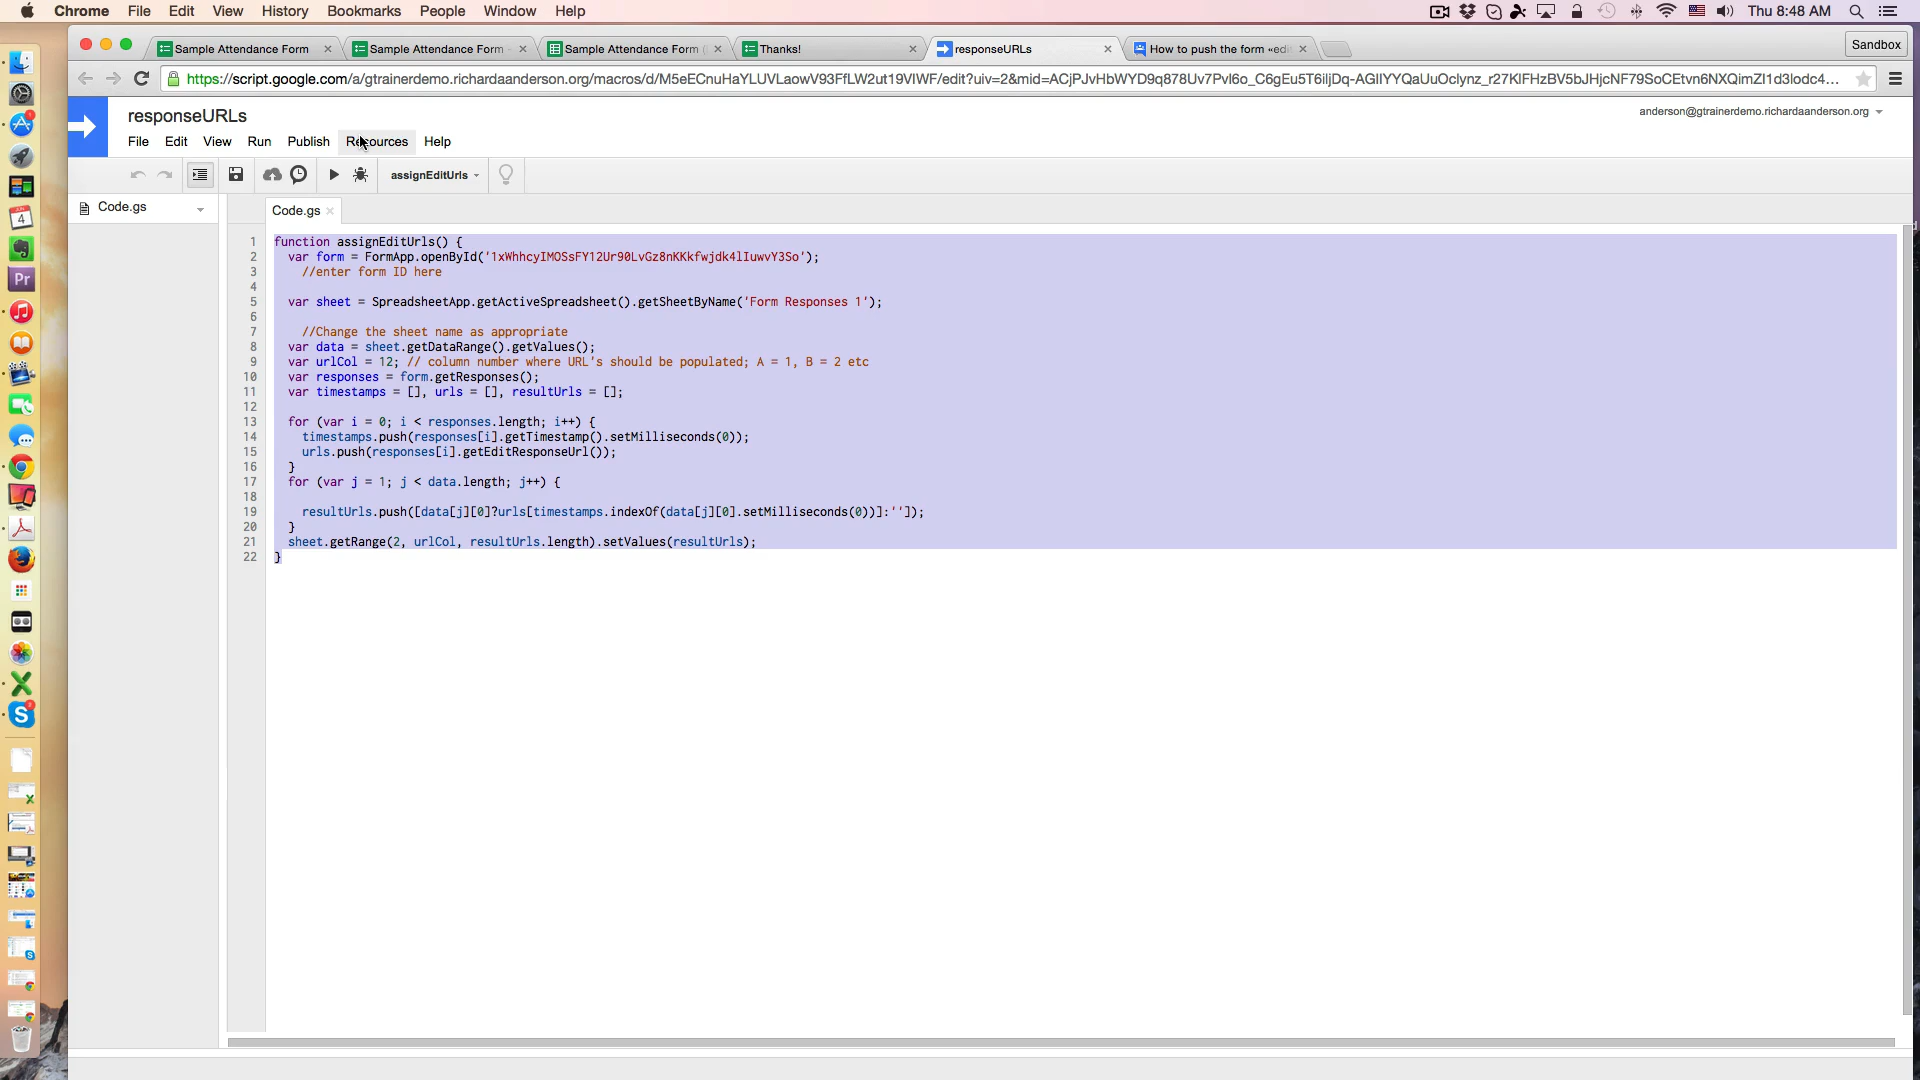 Chrome File Edit View History Bookmarks People Window Help Thu 8:48 AM
Sample Attendance Form Sample Attendance Form - Sample Attendance Form ( Thanks! responseURLs How to push the form «edi Sandbox
https://script.google.com/a/gtrainerdemo.richardaanderson.org/macros/d/M5eECnuHaYLUVLaowV93FfLW2ut19VIWF/edit?uiv=2&mid=ACjPJvHbWYD9q878Uv7Pvl6o_C6gEu5T6iljDq-AGlIYYQaUuOclynz_r27KlFHzBV5bJHjcNF79SoCEtvn6NXQimZl1d3lodc4...
responseURLs anderson@gtrainerdemo.richardaanderson.org
File Edit View Run Publish Resources Help
assignEditUrls
Code.gs Code.gs
1 function assignEditUrls() {
2 var form = FormApp.openById('1xWhhcyIMOSsFY12Ur90LvGz8nKKkfwjdk4lIuwvY3So');
3 //enter form ID here
4
5 var sheet = SpreadsheetApp.getActiveSpreadsheet().getSheetByName('Form Responses 1');
6
7 //Change the sheet name as appropriate
8 var data = sheet.getDataRange().getValues();
9 var urlCol = 12; // column number where URL's should be populated; A = 1, B = 2 etc
10 var responses = form.getResponses();
11 var timestamps = [], urls = [], resultUrls = [];
12
13 for (var i = 0; i < responses.length; i++) {
14 timestamps.push(responses[i].getTimestamp().setMilliseconds(0));
15 urls.push(responses[i].getEditResponseUrl());
16 }
17 for (var j = 1; j < data.length; j++) {
18
19 resultUrls.push([data[j][0]?urls[timestamps.indexOf(data[j][0].setMilliseconds(0))]:'']);
20 }
21 sheet.getRange(2, urlCol, resultUrls.length).setValues(resultUrls);
22 }
4
Pr